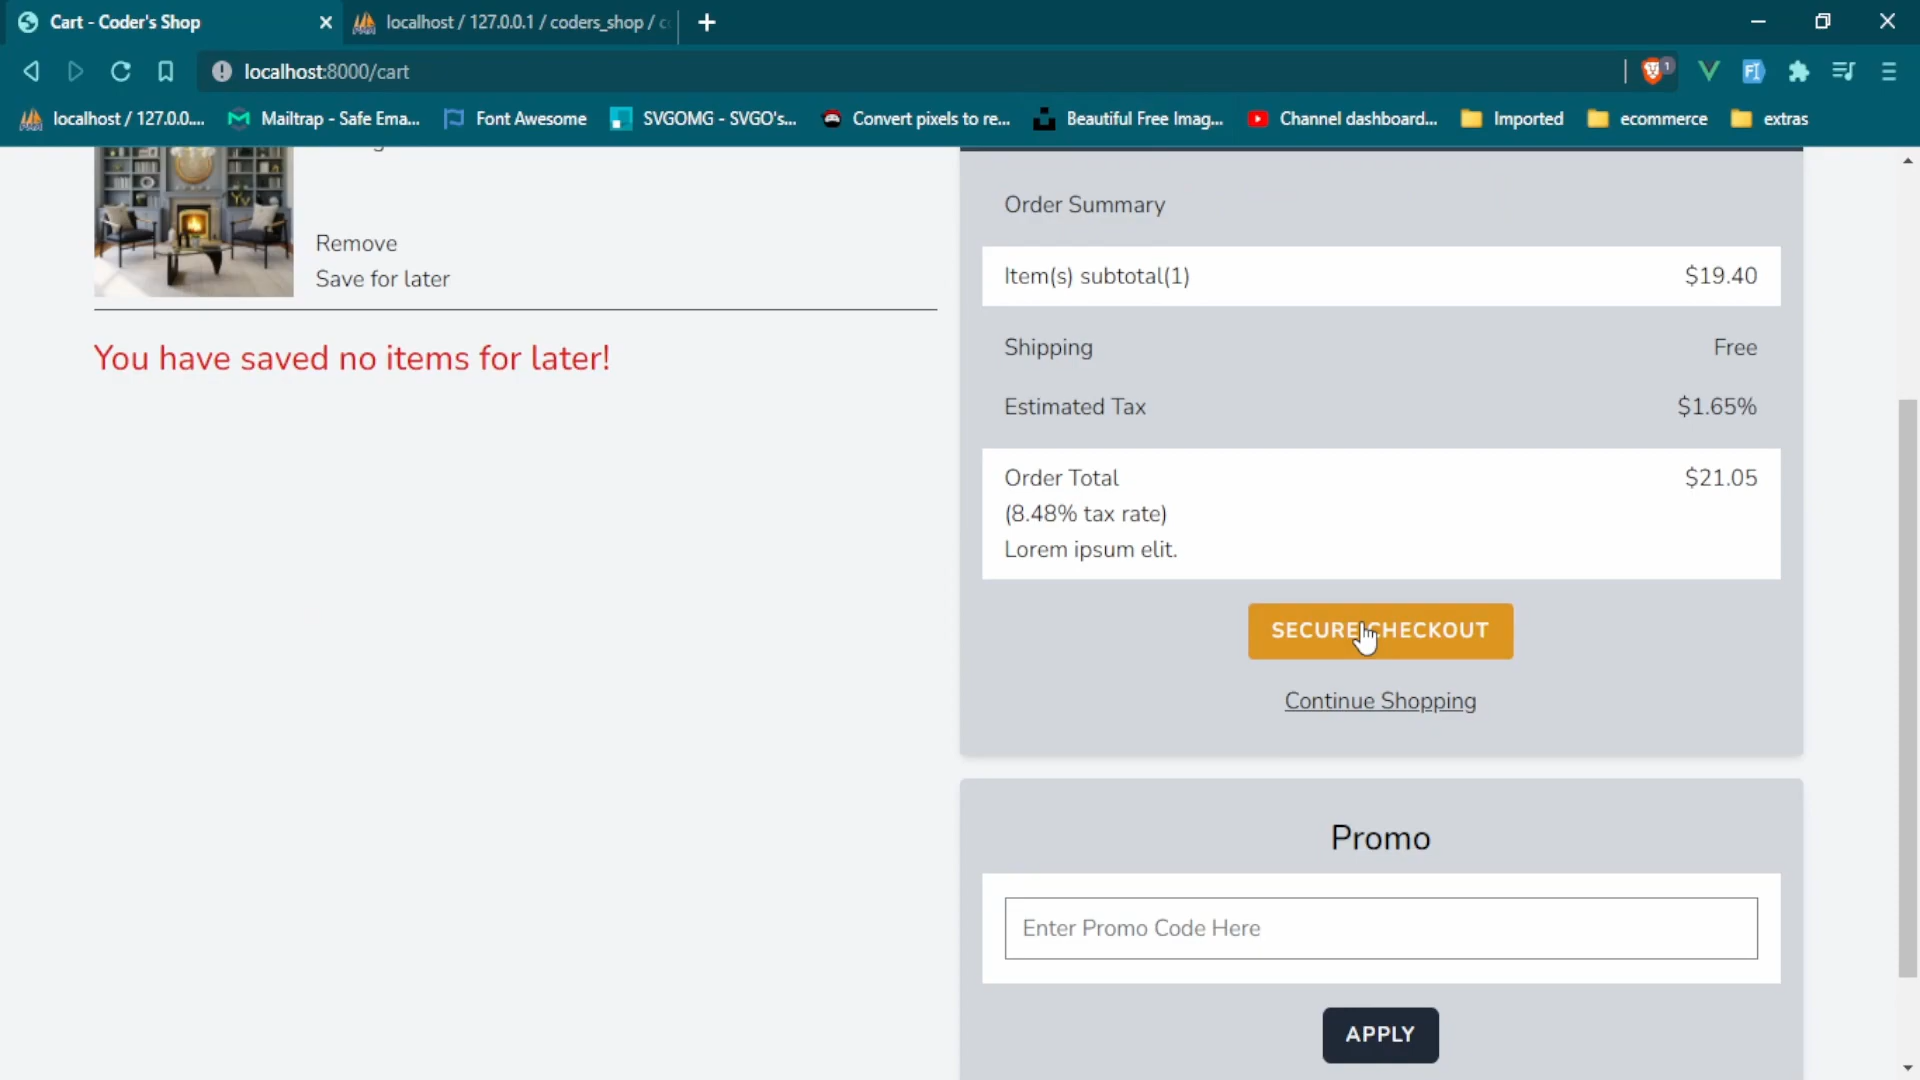 Cart - Coder's Shop
localhost / 127.0.0.1 / coders_shop / c
localhost:8000/cart
1
localhost / 127.0.0....
Mailtrap - Safe Ema...
Font Awesome
SVGOMG - SVGO's...
Convert pixels to re...
Beautiful Free Imag...
Channel dashboard...
Imported
ecommerce
extras
Remove
Save for later
You have saved no items for later!
Order Summary
Item(s) subtotal(1) $19.40
Shipping Free
Estimated Tax $1.65%
Order Total $21.05
(8.48% tax rate)
Lorem ipsum elit.
SECURE CHECKOUT
Continue Shopping
Promo
Enter Promo Code Here
APPLY